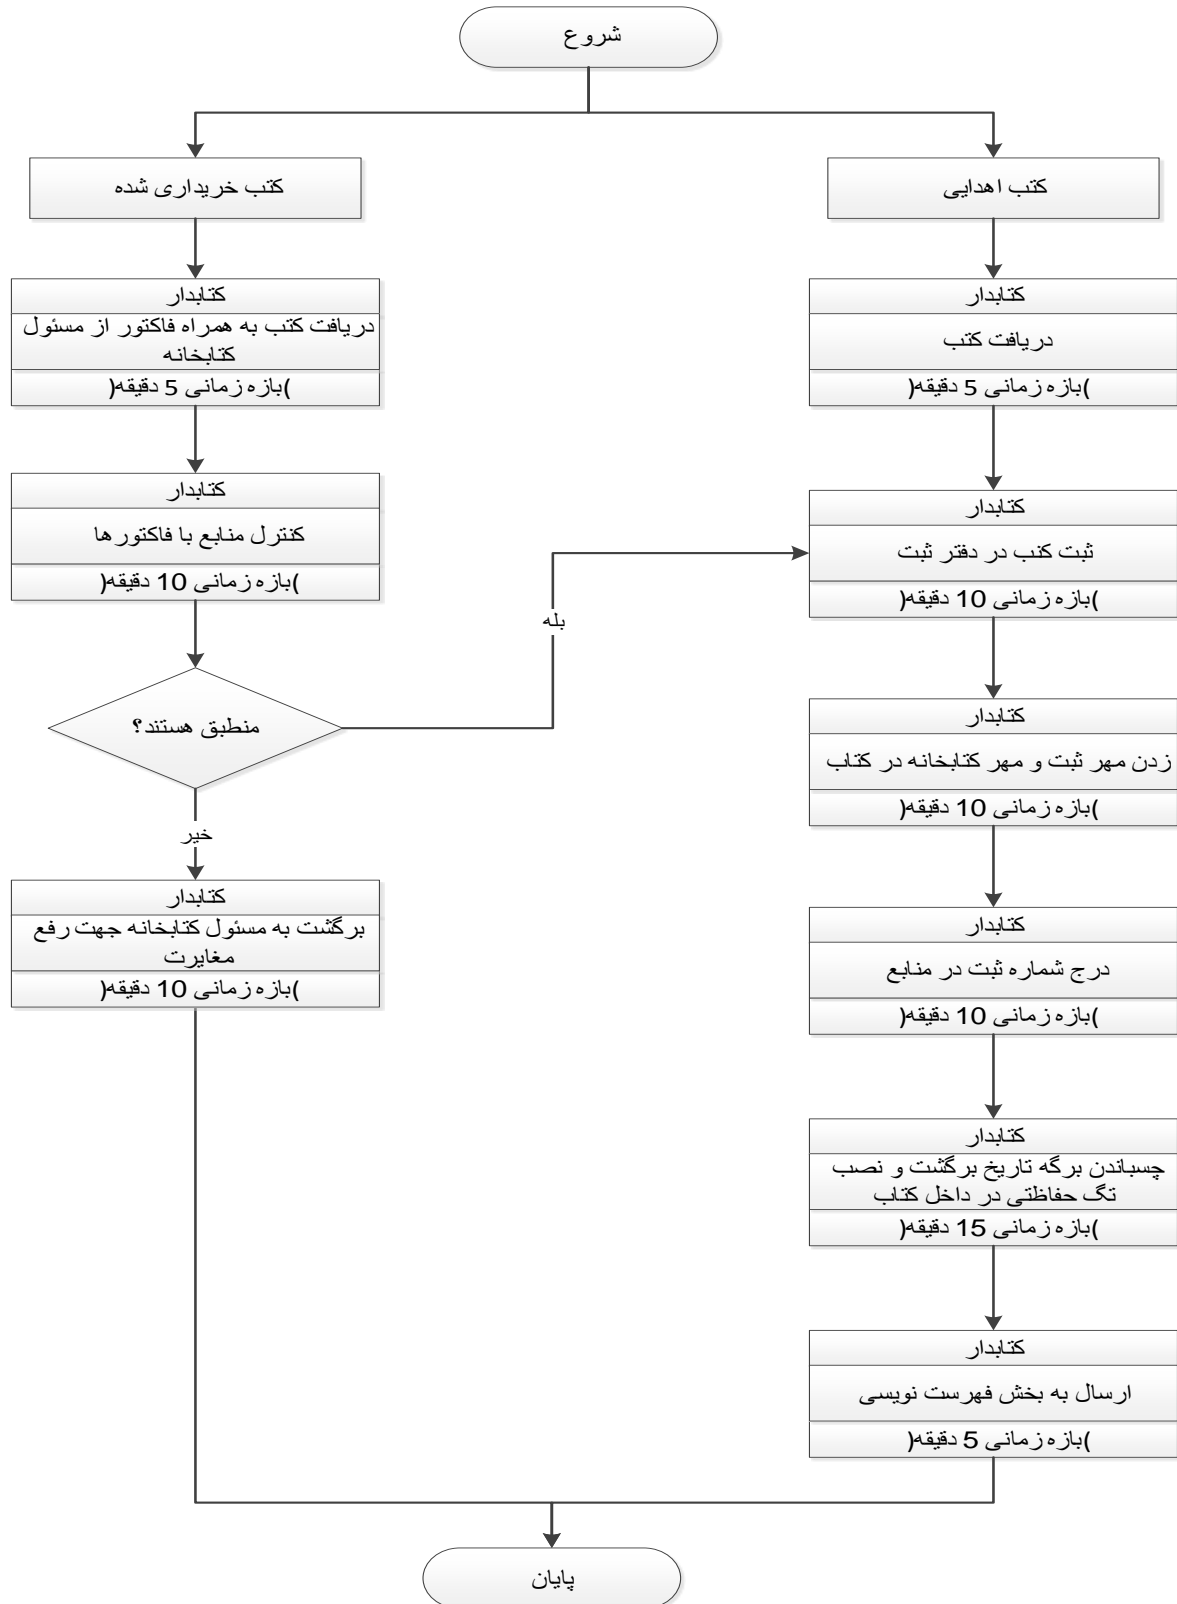 شروع
کتب اهدایی
کتابدار
دریافت کتب
)بازه زمانی 5 دقیقه(
کتابدار
ثبت کتب در دفتر ثبت
)بازه زمانی 10 دقیقه(
کتابدار
زدن مهر ثبت و مهر کتابخانه در کتاب
)بازه زمانی 10 دقیقه(
کتابدار
درج شماره ثبت در منابع
)بازه زمانی 10 دقیقه(
کتابدار
چسباندن برگه تاریخ برگشت و نصب
تگ حفاظتی در داخل کتاب
)بازه زمانی 15 دقیقه(
کتابدار
ارسال به بخش فهرست نویسی
)بازه زمانی 5 دقیقه(
کتب خریداری شده
کتابدار
دریافت کتب به همراه فاکتور از مسئول
کتابخانه
)بازه زمانی 5 دقیقه(
کتابدار
کنترل منابع با فاکتورها
)بازه زمانی 10 دقیقه(
منطبق هستند؟
بله
خیر
کتابدار
برگشت به مسئول کتابخانه جهت رفع
مغایرت
)بازه زمانی 10 دقیقه(
پایان